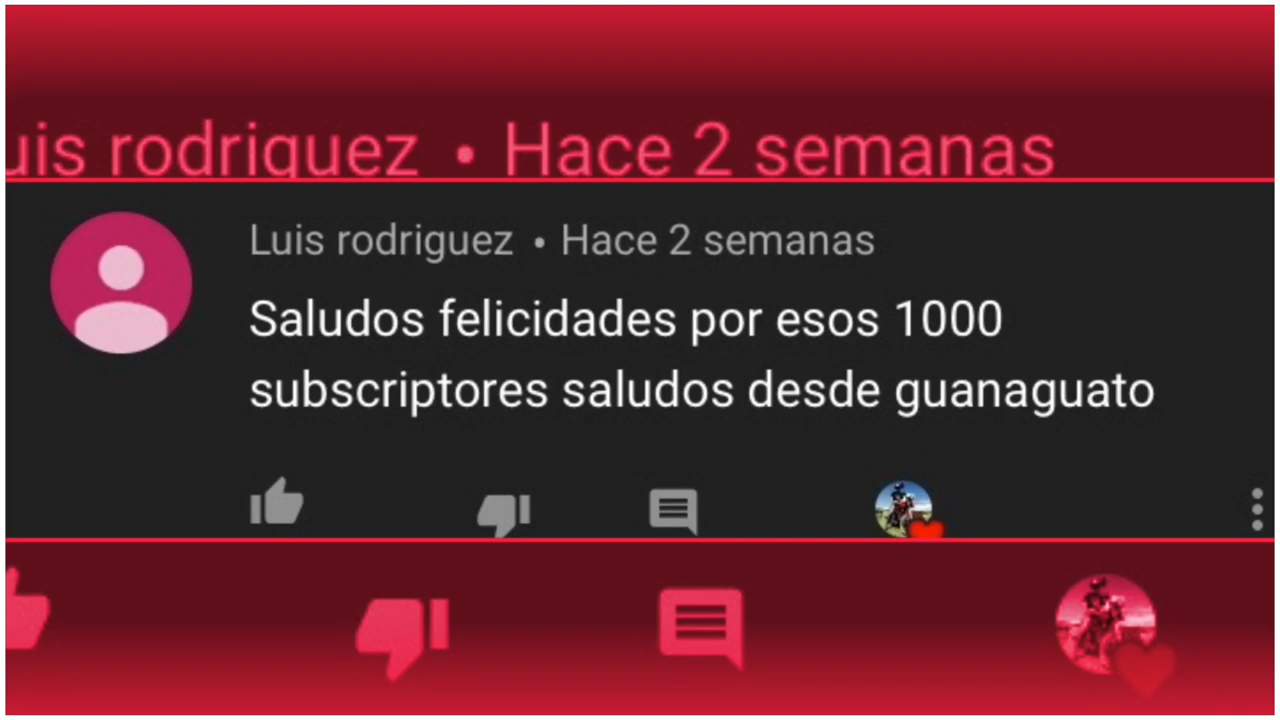 uis rodriguez • Hace 2 semanas
Luis rodriguez • Hace 2 semanas
Saludos felicidades por esos 1000
subscriptores saludos desde guanaguato